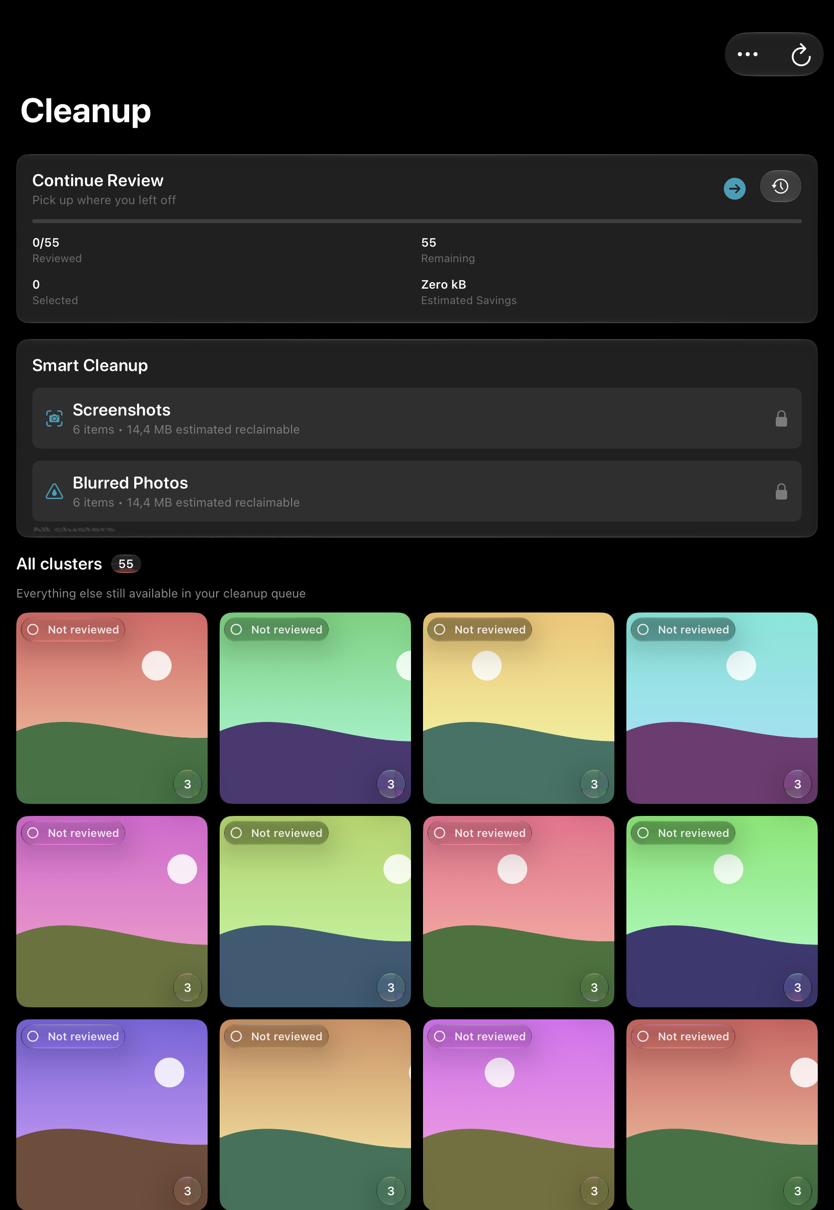 Cleanup
Continue Review
Pick up where you left off
0/55
Reviewed
55
Remaining
0
Selected
Zero kB
Estimated Savings
Smart Cleanup
Screenshots
6 items • 14,4 MB estimated reclaimable
Blurred Photos
6 items • 14,4 MB estimated reclaimable
All clusters
All clusters 55
Everything else still available in your cleanup queue
Not reviewed
Not reviewed
Not reviewed
Not reviewed
3
3
3
3
Not reviewed
Not reviewed
Not reviewed
Not reviewed
3
3
3
3
Not reviewed
Not reviewed
Not reviewed
Not reviewed
3
3
3
3